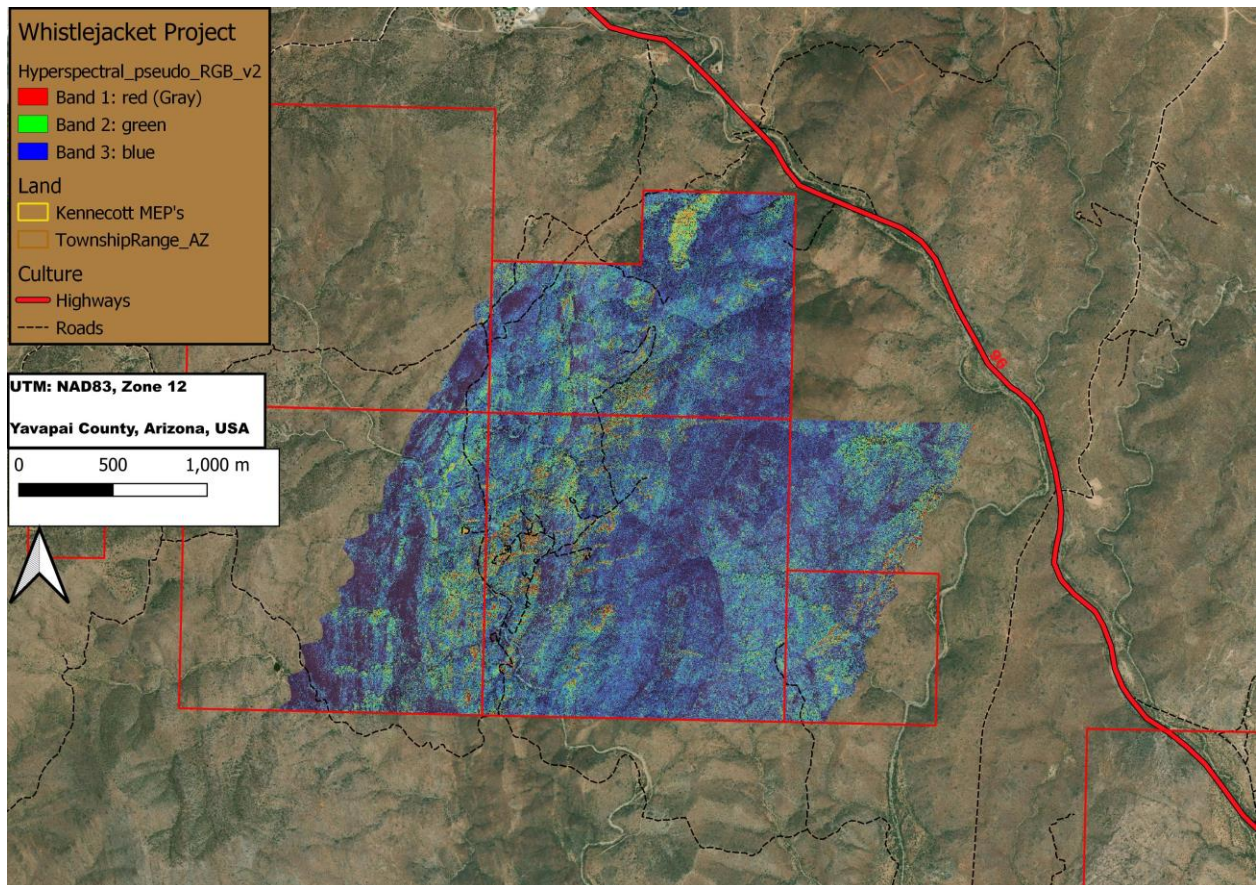 Whistlejacket Project
Hyperspectral_pseudo_RGB_v2
Band 1: red (Gray)
Band 2: green
Band 3: blue
Land
Kennecott MEP's
TownshipRange_AZ
Culture
Highways
Roads
UTM: NAD83, Zone 12
Yavapai County, Arizona, USA
0 500 1,000 m
96